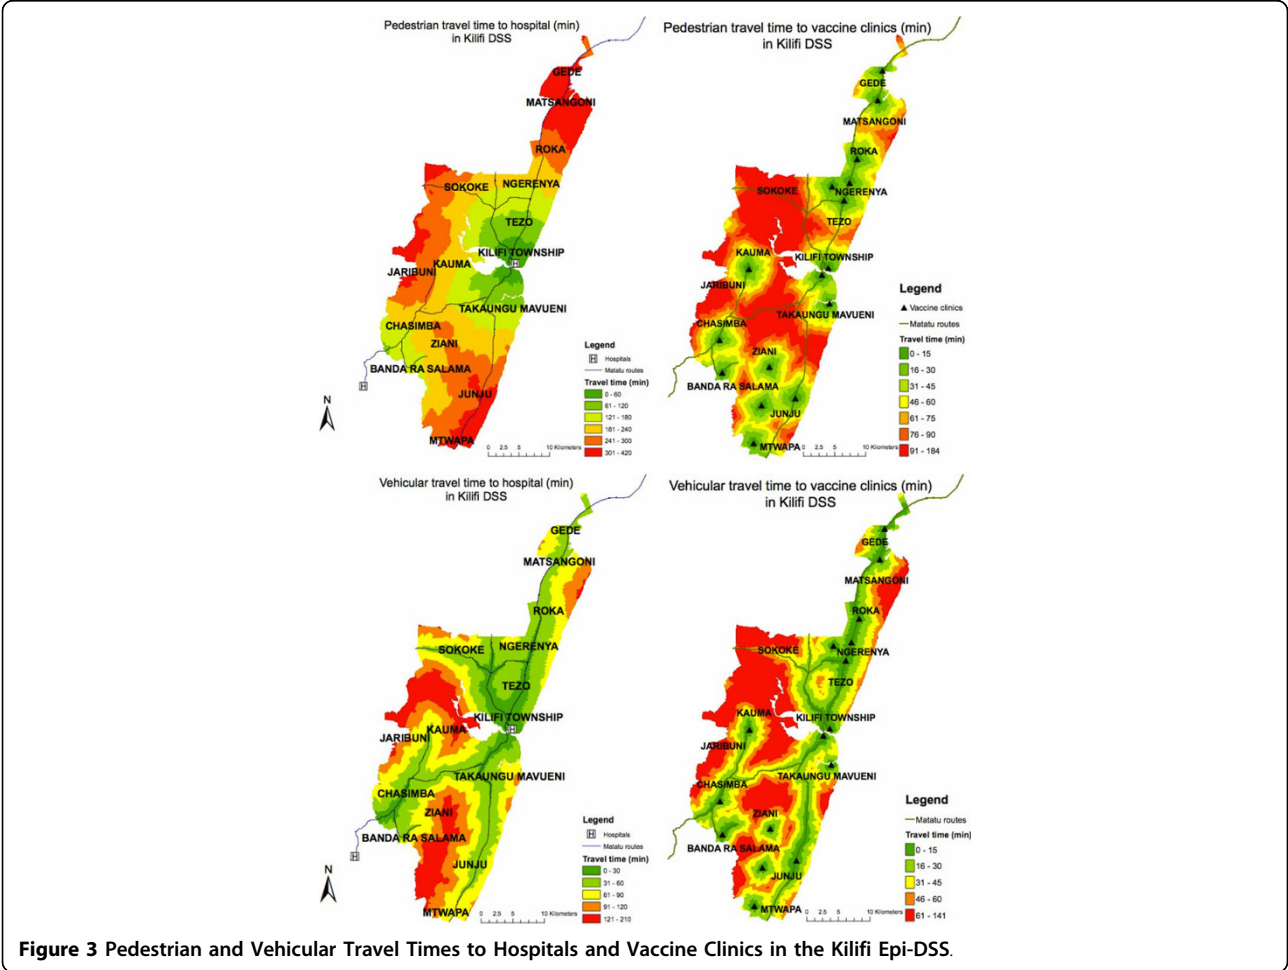 Pedestrian travel time to hospital (min)
in Kilifi DSS
GEDE
MATSANGONI
ROKA
SOKOKE
NGERENYA
TEZO
KILIFI TOWNSHIP
H
KAUMA
JARIBUNI
TAKAUNGU MAVUENI
CHASIMBA
ZIANI
BANDA RA SALAMA
H
JUNJU
MTWAPA
N
Legend
H Hospitals
Matatu routes
Travel time (min)
0 - 60
61 - 120
121 - 180
181 - 240
241 - 300
301 - 420
0 2.5 5 10 Kilometers
Pedestrian travel time to vaccine clinics (min)
in Kilifi DSS
GEDE
MATSANGONI
ROKA
SOKOKE
NGERENYA
TEZO
KAUMA
KILIFI TOWNSHIP
JARIBUNI
TAKAUNGU MAVUENI
CHASIMBA
ZIANI
BANDA RA SALAMA
JUNJU
MTWAPA
Legend
Vaccine clinics
Matatu routes
Travel time (min)
0 - 15
16 - 30
31 - 45
46 - 60
61 - 75
76 - 90
91 - 184
0 2.5 5 10 Kilometers
Vehicular travel time to hospital (min)
in Kilifi DSS
GEDE
MATSANGONI
ROKA
SOKOKE
NGERENYA
TEZO
KILIFI TOWNSHIP
H
KAUMA
JARIBUNI
TAKAUNGU MAVUENI
CHASIMBA
ZIANI
BANDA RA SALAMA
H
JUNJU
MTWAPA
N
Legend
H Hospitals
Matatu routes
Travel time (min)
0 - 30
31 - 60
61 - 90
91 - 120
121 - 210
0 2.5 5 10 Kilometers
Vehicular travel time to vaccine clinics (min)
in Kilifi DSS
GEDE
MATSANGONI
ROKA
SOKOKE
NGERENYA
TEZO
KAUMA
KILIFI TOWNSHIP
JARIBUNI
TAKAUNGU MAVUENI
CHASIMBA
ZIANI
BANDA RA SALAMA
JUNJU
MTWAPA
Legend
Matatu routes
Travel time (min)
0 - 15
16 - 30
31 - 45
46 - 60
61 - 141
0 2.5 5 10 Kilometers
Figure 3 Pedestrian and Vehicular Travel Times to Hospitals and Vaccine Clinics in the Kilifi Epi-DSS.